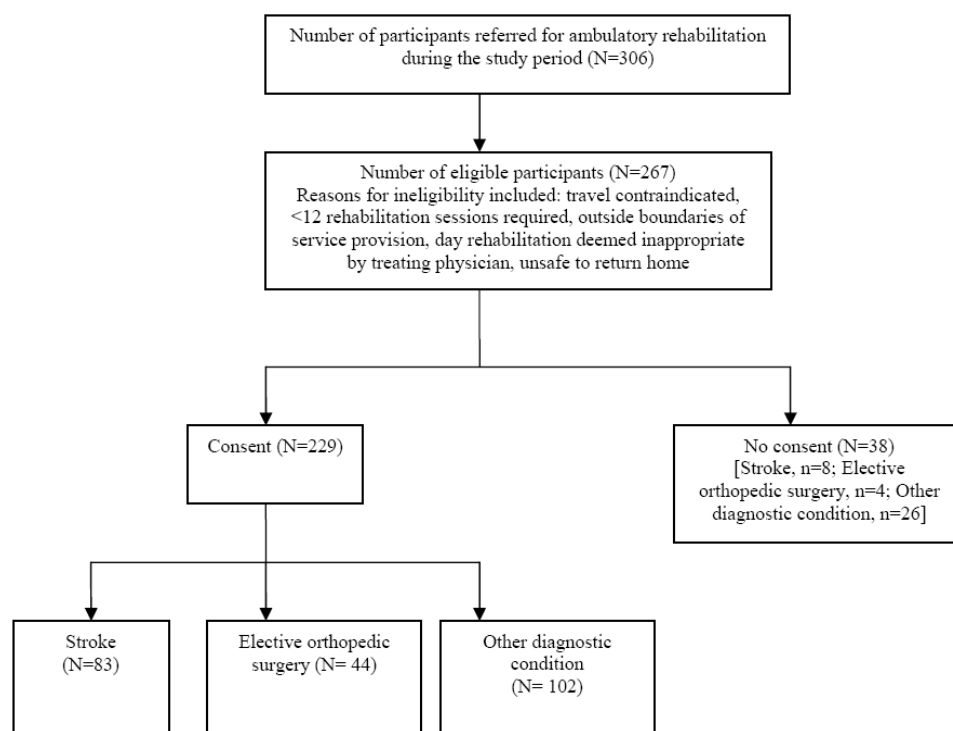 Number of participants referred for ambulatory rehabilitation
during the study period (N=306)
Number of eligible participants (N=267)
Reasons for ineligibility included: travel contraindicated,
<12 rehabilitation sessions required, outside boundaries of
service provision, day rehabilitation deemed inappropriate
by treating physician, unsafe to return home
Consent (N=229)
No consent (N=38)
[Stroke, n=8; Elective
orthopedic surgery, n=4; Other
diagnostic condition, n=26]
Stroke
(N=83)
Elective orthopedic
surgery (N= 44)
Other diagnostic
condition
(N= 102)